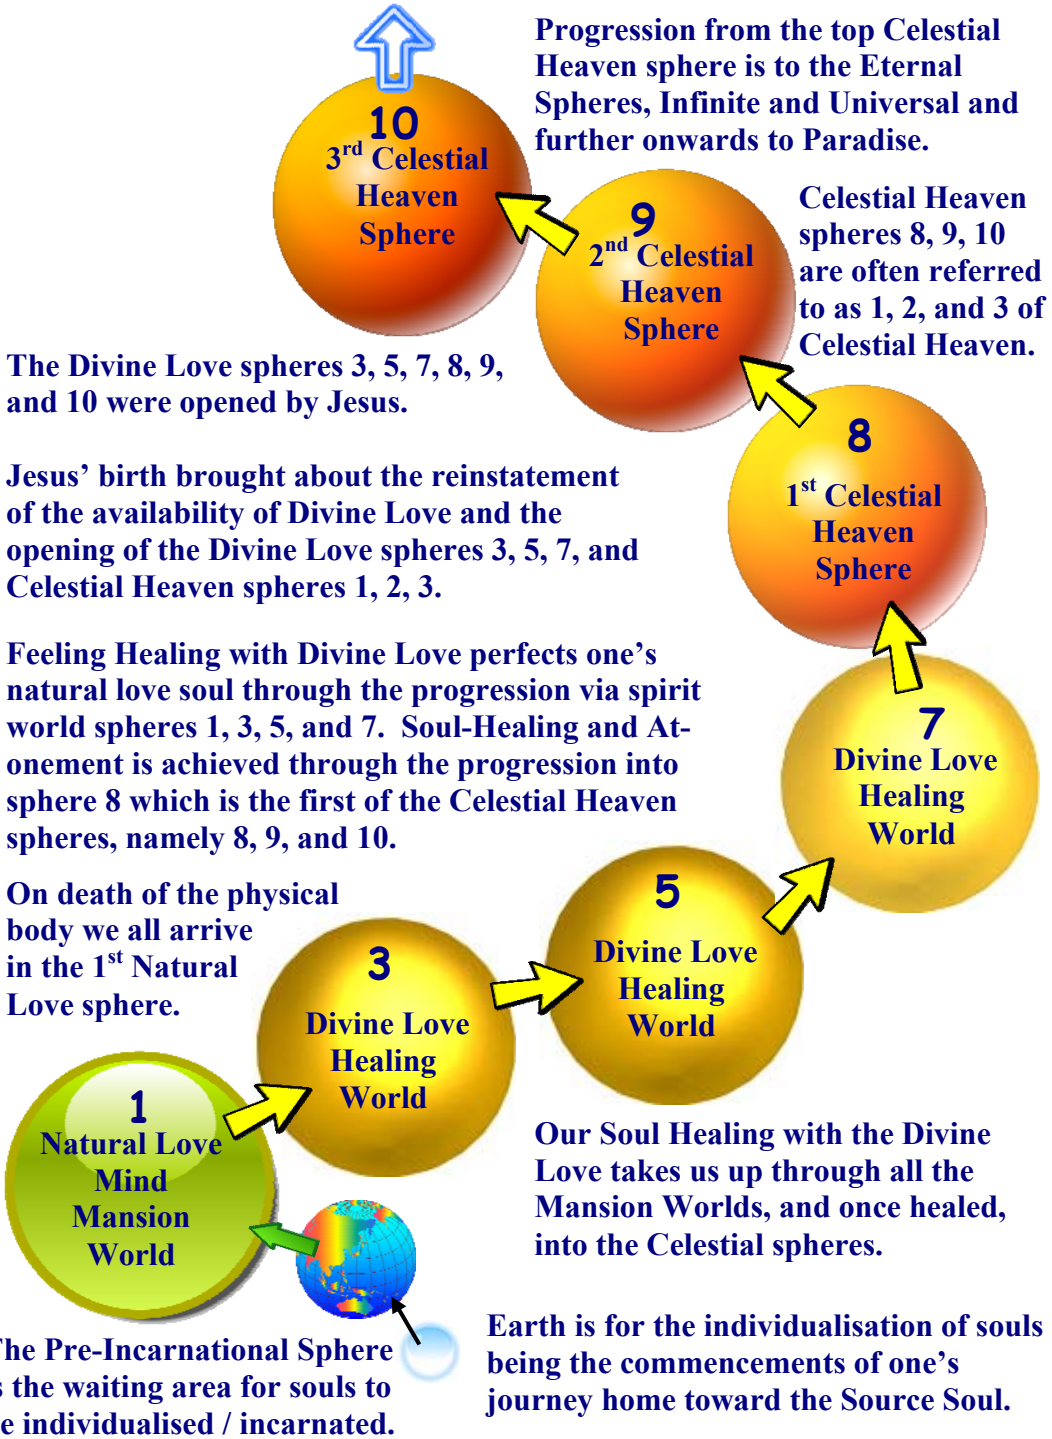 Progression from the top Celestial
Heaven sphere is to the Eternal
Spheres, Infinite and Universal and
further onwards to Paradise.
10
3rd Celestial
Heaven
Sphere
9
2nd Celestial
Heaven
Sphere
Celestial Heaven
spheres 8, 9, 10
are often referred
to as 1, 2, and 3 of
Celestial Heaven.
The Divine Love spheres 3, 5, 7, 8, 9,
and 10 were opened by Jesus.
8
1st Celestial
Heaven
Sphere
Jesus’ birth brought about the reinstatement
of the availability of Divine Love and the
opening of the Divine Love spheres 3, 5, 7, and
Celestial Heaven spheres 1, 2, 3.
Feeling Healing with Divine Love perfects one’s
natural love soul through the progression via spirit
world spheres 1, 3, 5, and 7.  Soul-Healing and At-
onement is achieved through the progression into
sphere 8 which is the first of the Celestial Heaven
spheres, namely 8, 9, and 10.
7
Divine Love
Healing
World
On death of the physical
body we all arrive
in the 1st Natural
Love sphere.
5
Divine Love
Healing
World
3
Divine Love
Healing
World
1
Natural Love
Mind
Mansion
World
Our Soul Healing with the Divine
Love takes us up through all the
Mansion Worlds, and once healed,
into the Celestial spheres.
The Pre-Incarnational Sphere
s the waiting area for souls to
e individualised / incarnated.
Earth is for the individualisation of souls
being the commencements of one’s
journey home toward the Source Soul.